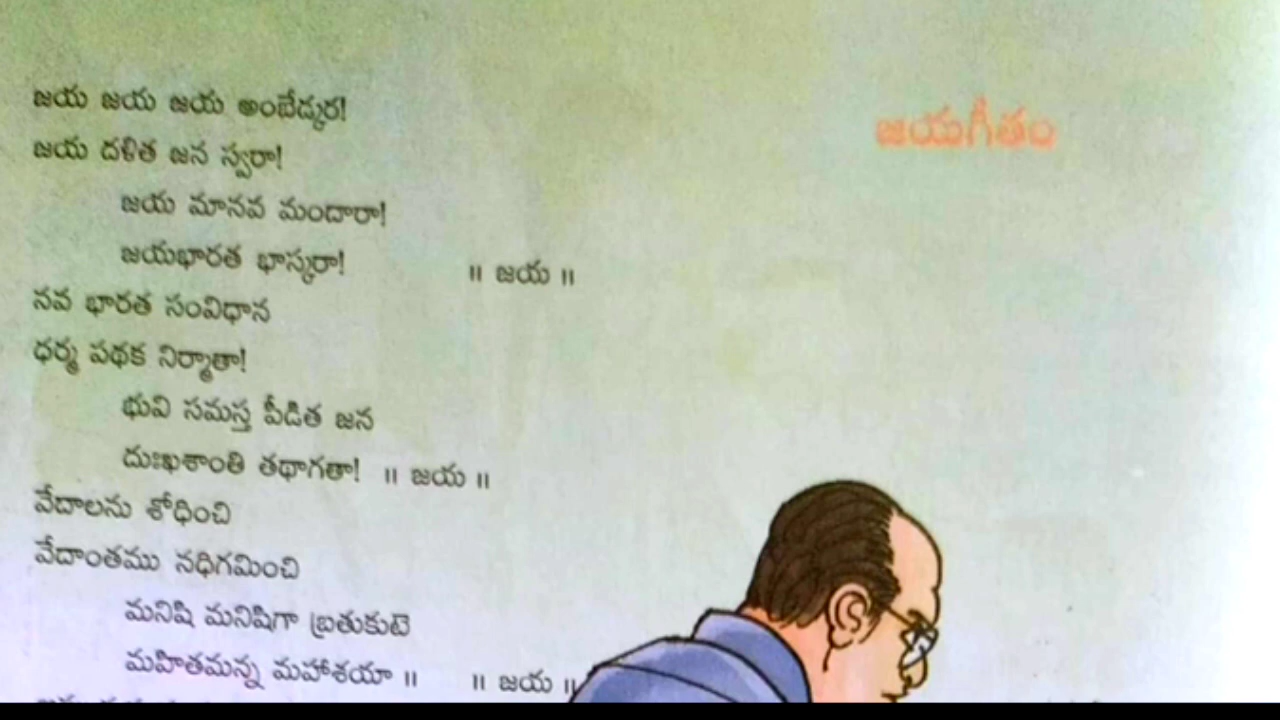 జయగీతం
జయ జయ జయ అంబేడ్కర!
జయ దళిత జన స్వరా!
జయ మానవ మందారా!
జయభారత భాస్కరా! ॥ జయ ॥
నవ భారత సంవిధాన
ధర్మ పథక నిర్మాతా!
భువి సమస్త పీడిత జన
దుఃఖశాంతి తథాగతా! ॥ జయ ॥
వేదాలను శోధించి
వేదాంతము నధిగమించి
మనిషి మనిషిగా బ్రతుకుటె
మహితమన్న మహాశయా ॥ ॥ జయ ॥